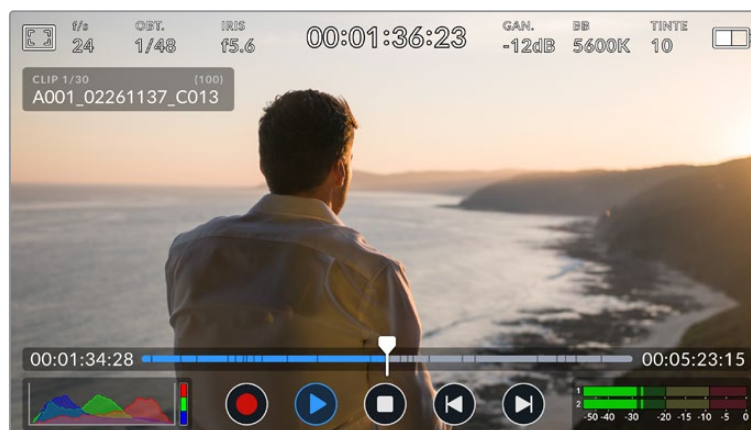 f/s OBT. IRIS 00:01:36:23 GAN. BB TINTE
24 1/48 f5.6 -12dB 5600K 10
CLIP 1/30 (100)
A001_02261137_C013
00:01:34:28 00:05:23:15
1
2
-50 -40 -30 -20 -15 -10 -5 0